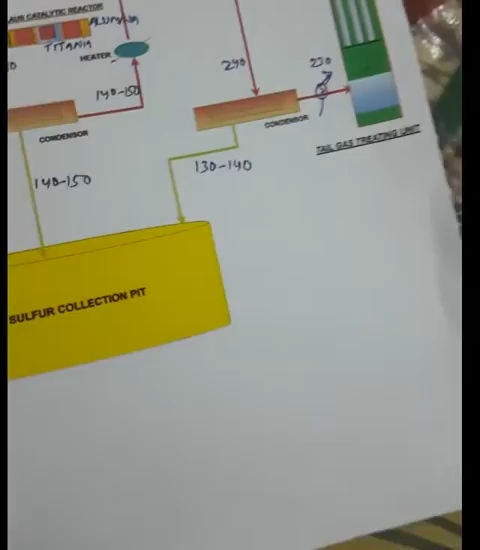 CATALYTIC REACTOR
ALUMINA
TITANIA
HEATER
140-150
CONDENSOR
140-150
290
230
CONDENSOR
130-140
TAIL GAS TREATING UNIT
SULFUR COLLECTION PIT